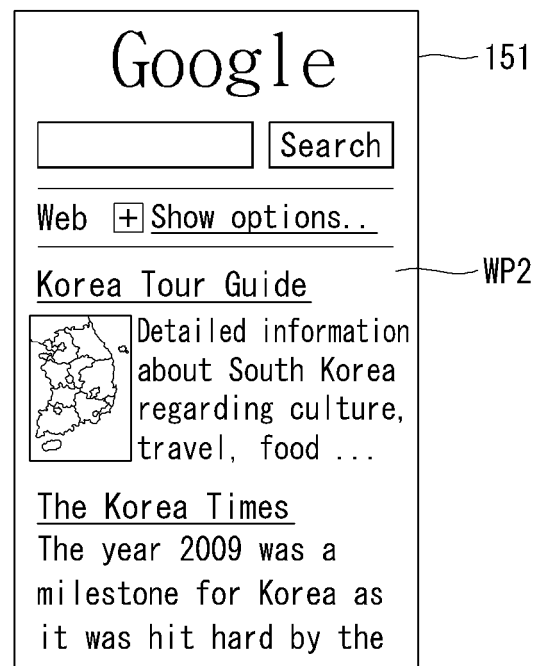 Google
151
Search
Web + Show options..
WP2
Korea Tour Guide
Detailed information
about South Korea
regarding culture,
travel, food ...
The Korea Times
The year 2009 was a
milestone for Korea as
it was hit hard by the